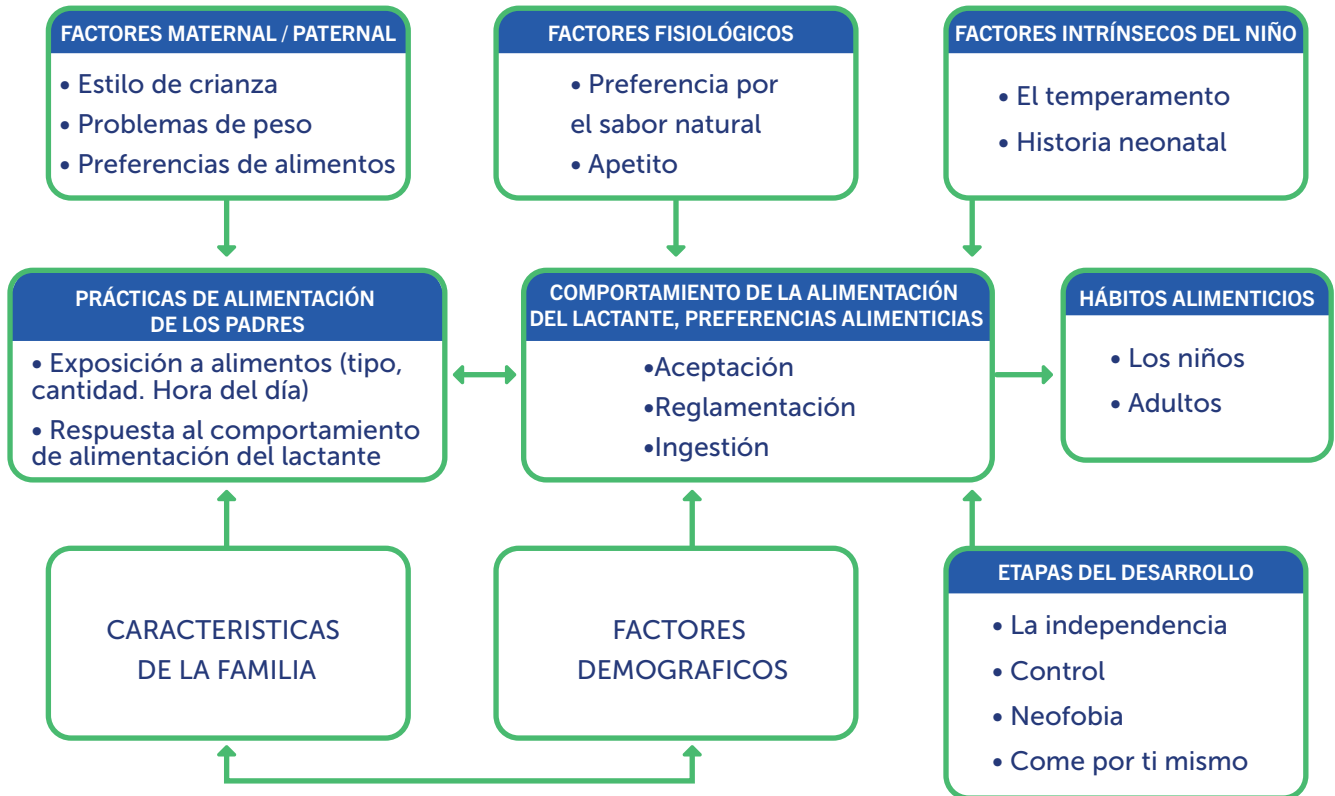 FACTORES MATERNAL / PATERNAL
• Estilo de crianza
• Problemas de peso
• Preferencias de alimentos
FACTORES FISIOLÓGICOS
• Preferencia por
el sabor natural
• Apetito
FACTORES INTRÍNSECOS DEL NIÑO
• El temperamento
• Historia neonatal
PRÁCTICAS DE ALIMENTACIÓN
DE LOS PADRES
• Exposición a alimentos (tipo,
cantidad. Hora del día)
• Respuesta al comportamiento
de alimentación del lactante
COMPORTAMIENTO DE LA ALIMENTACIÓN
DEL LACTANTE, PREFERENCIAS ALIMENTICIAS
•Aceptación
•Reglamentación
•Ingestión
HÁBITOS ALIMENTICIOS
• Los niños
• Adultos
CARACTERISTICAS
DE LA FAMILIA
FACTORES
DEMOGRAFICOS
ETAPAS DEL DESARROLLO
• La independencia
• Control
• Neofobia
• Come por ti mismo